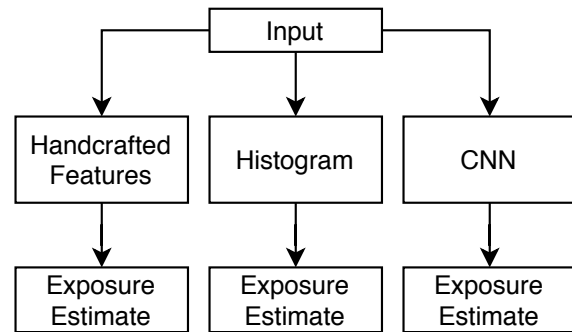 Input
Handcrafted
Features
Histogram
CNN
Exposure
Estimate
Exposure
Estimate
Exposure
Estimate